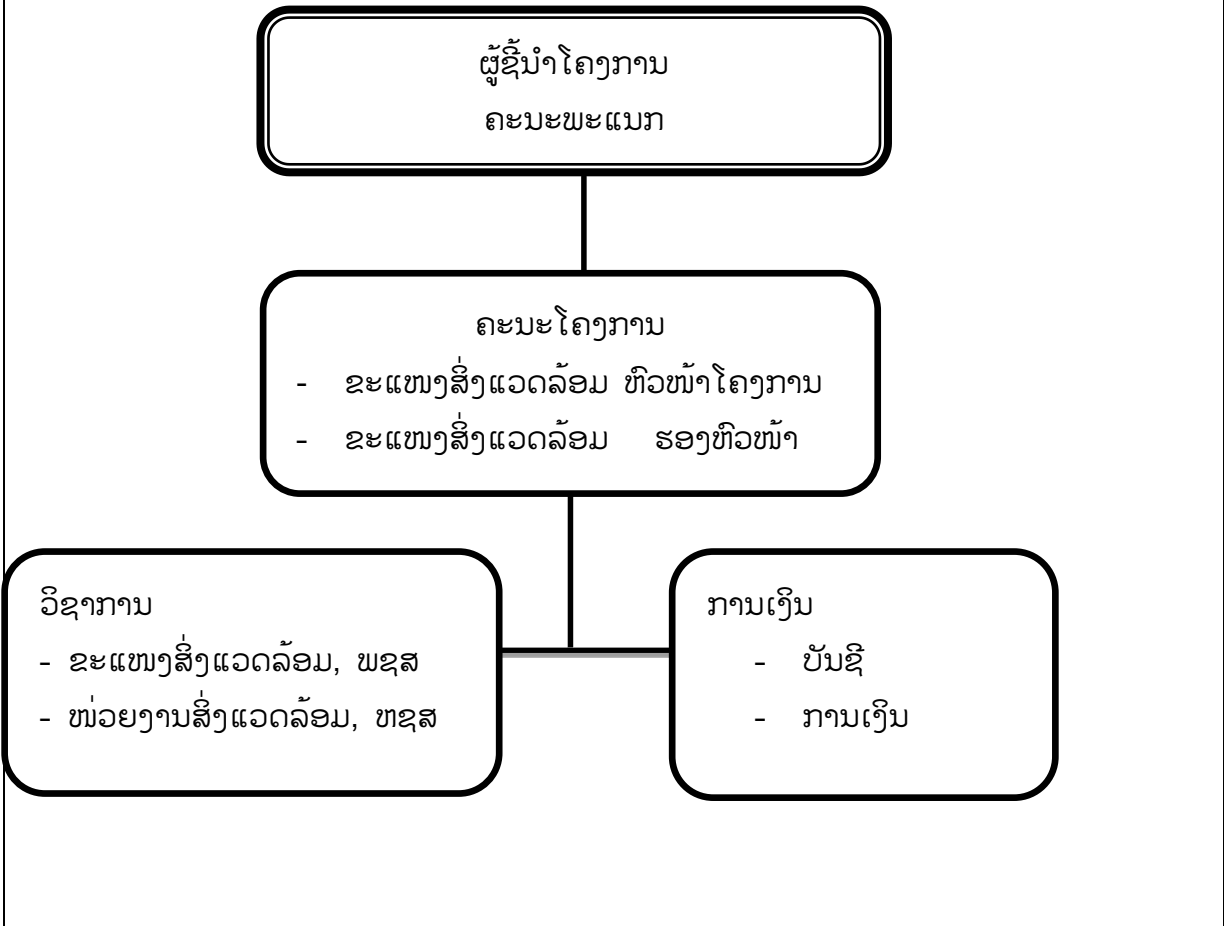 ຜູ້ຊີ້ນຳໂຄງການ
ຄະນະພະແນກ
ຄະນະໂຄງການ
- ຂະແໜງສິ່ງແວດລ້ອມ ຫົວໜ້າໂຄງການ
- ຂະແໜງສິ່ງແວດລ້ອມ ຮອງຫົວໜ້າ
ວິຊາການ
- ຂະແໜງສິ່ງແວດລ້ອມ, ພຊສ
- ໜ່ວຍງານສິ່ງແວດລ້ອມ, ຫຊສ
ການເງິນ
- ບັນຊີ
- ການເງິນ